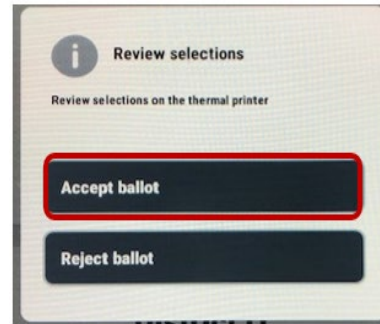 Review selections
Review selections on the thermal printer
Accept ballot
Reject ballot